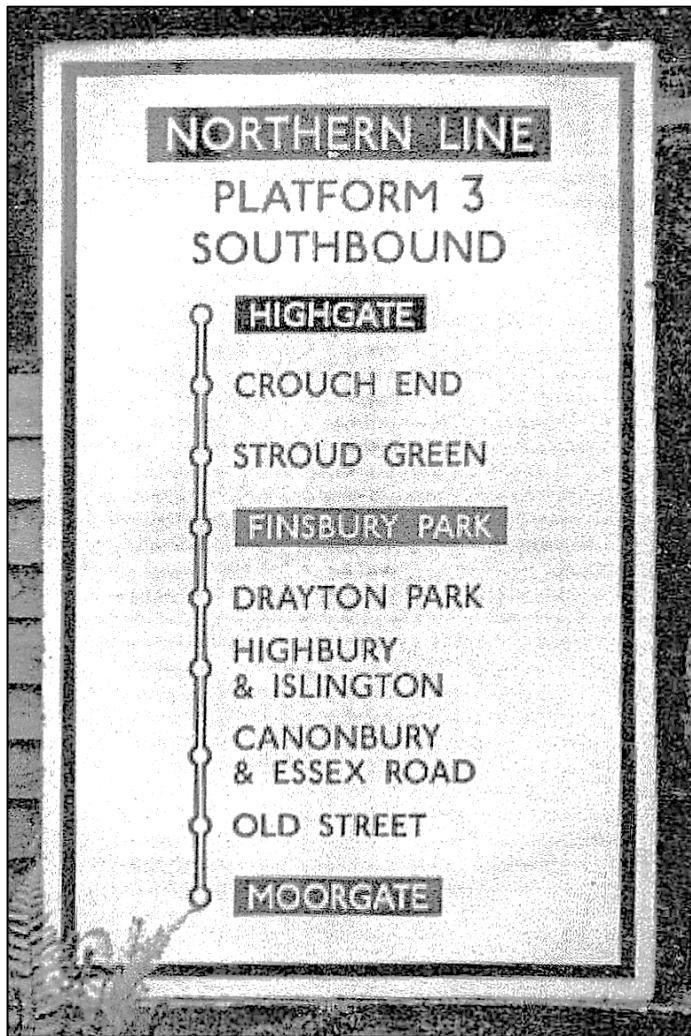 NORTHERN LINE
PLATFORM 3
SOUTHBOUND
HIGHGATE
CROUCH END
STROUD GREEN
FINSBURY PARK
DRAYTON PARK
HIGHBURY
& ISLINGTON
CANONBURY
& ESSEX ROAD
OLD STREET
MOORGATE